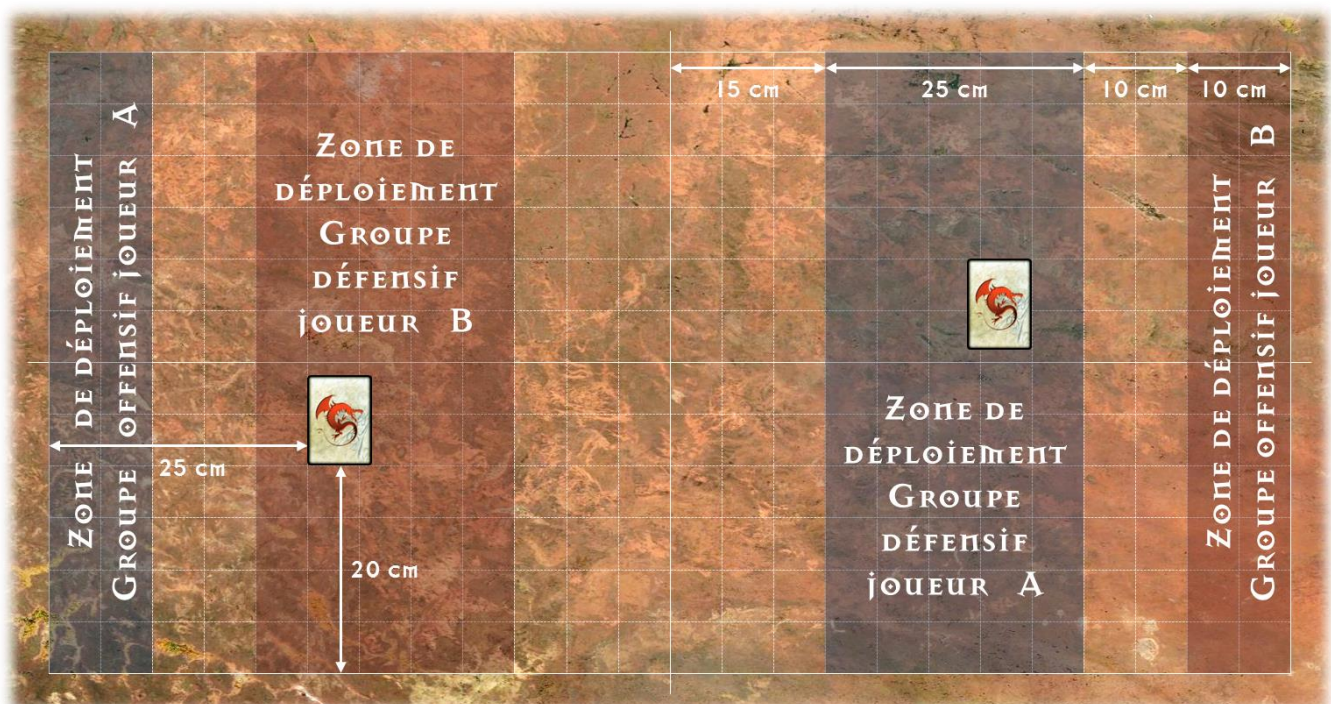 Zone de déploiement
Groupe offensif joueur A
Zone de
déploiement
Groupe
défensif
joueur B
25 cm
20 cm
15 cm
25 cm
10 cm
10 cm
Zone de
déploiement
Groupe
défensif
joueur A
Zone de déploiement
Groupe offensif joueur B